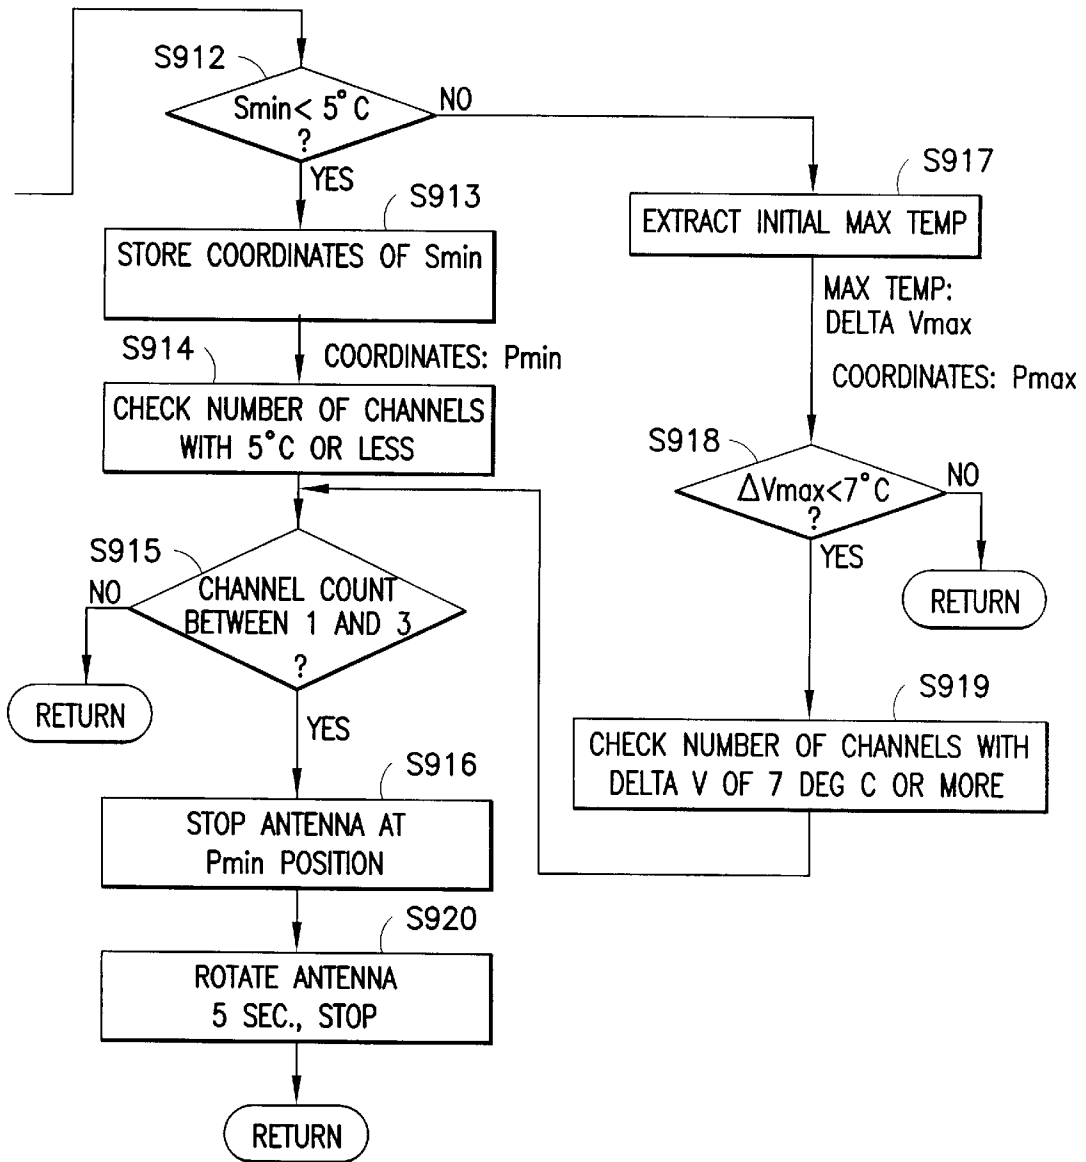 S912
Smin< 5°C
?
NO
YES
S913
STORE COORDINATES OF Smin
COORDINATES: Pmin
S914
CHECK NUMBER OF CHANNELS
WITH 5°C OR LESS
S915
CHANNEL COUNT
BETWEEN 1 AND 3
?
NO
RETURN
YES
S916
STOP ANTENNA AT
Pmin POSITION
S920
ROTATE ANTENNA
5 SEC., STOP
RETURN
S917
EXTRACT INITIAL MAX TEMP
MAX TEMP:
DELTA Vmax
COORDINATES: Pmax
S918
ΔVmax<7°C
?
NO
RETURN
YES
S919
CHECK NUMBER OF CHANNELS WITH
DELTA V OF 7 DEG C OR MORE